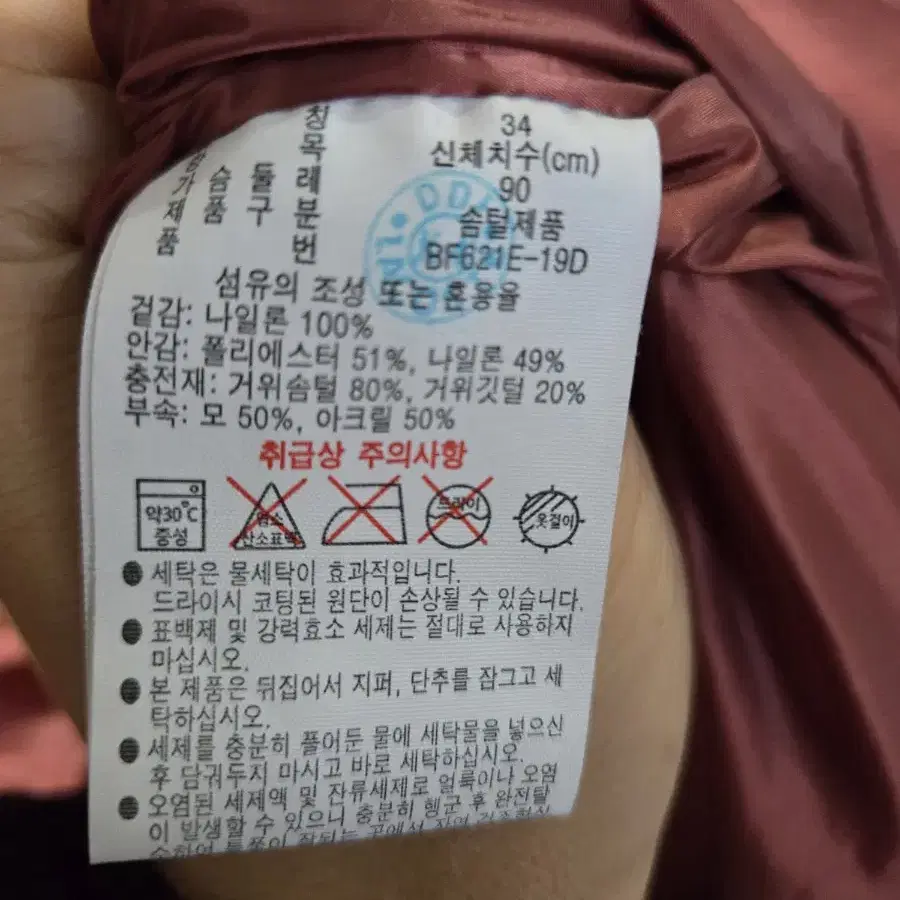 34
신체치수(cm)
90
솜털제품
BF621E-19D
섬유의 조성 또는 혼용율
겉감: 나일론 100%
안감: 폴리에스터 51%, 나일론 49%
충전재: 거위솜털 80%, 거위깃털 20%
부속: 모 50%, 아크릴 50%
취급상 주의사항
약30℃
중성
산소표백
드라이
옷걸이
● 세탁은 물세탁이 효과적입니다.
드라이시 코팅된 원단이 손상될 수 있습니다.
● 표백제 및 강력효소 세제는 절대로 사용하지
마십시오.
● 본 제품은 뒤집어서 지퍼, 단추를 잠그고 세
탁하십시오.
● 세제를 충분히 풀어둔 물에 세탁물을 넣으신
후 담궈두지 마시고 바로 세탁하십시오.
● 오염된 세제액 및 잔류세제로 얼룩이나 오염
이 발생할 수 있으니 충분히 헹군 후 완전탈